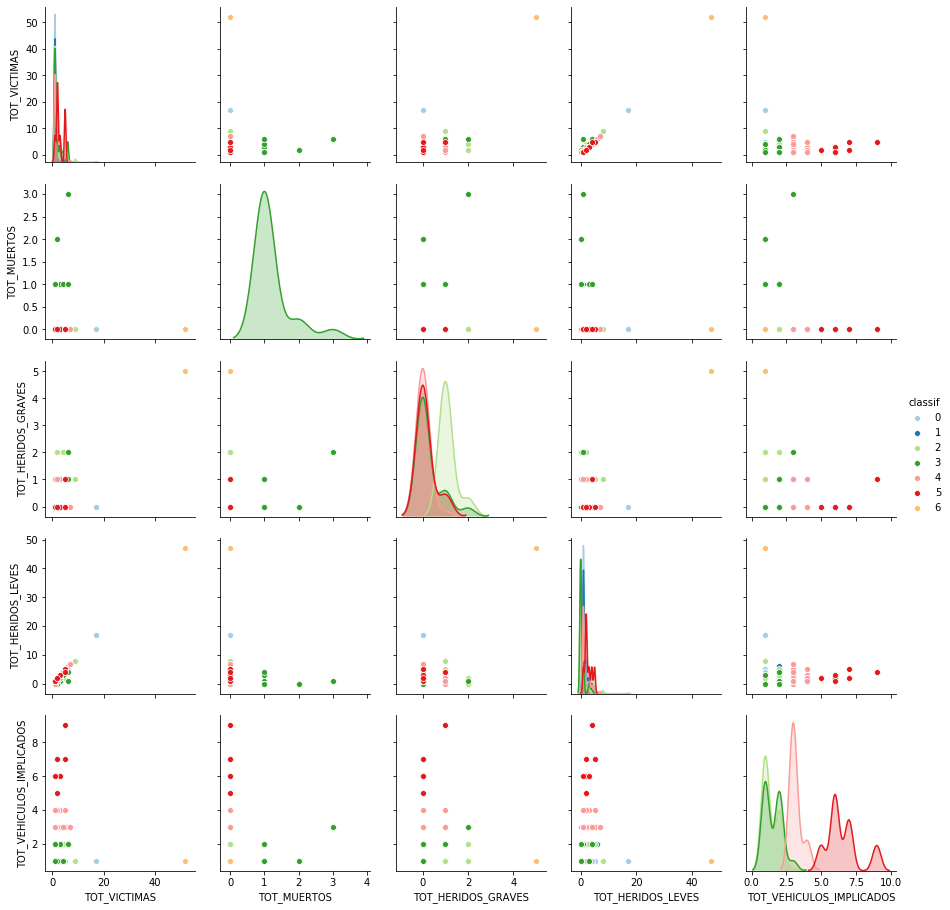 TOT_VICTIMAS
50
40
30
20
10
0
TOT_MUERTOS
3.0
2.5
2.0
1.5
1.0
0.5
0.0
TOT_HERIDOS_GRAVES
5
4
3
2
1
0
classif
0
1
2
3
4
5
6
TOT_HERIDOS_LEVES
50
40
30
20
10
0
TOT_VEHICULOS_IMPLICADOS
8
6
4
2
0 20 40
0 1 2 3 4
0 2 4
0 20 40
0.0 2.5 5.0 7.5 10.0
TOT_VICTIMAS
TOT_MUERTOS
TOT_HERIDOS_GRAVES
TOT_HERIDOS_LEVES
TOT_VEHICULOS_IMPLICADOS